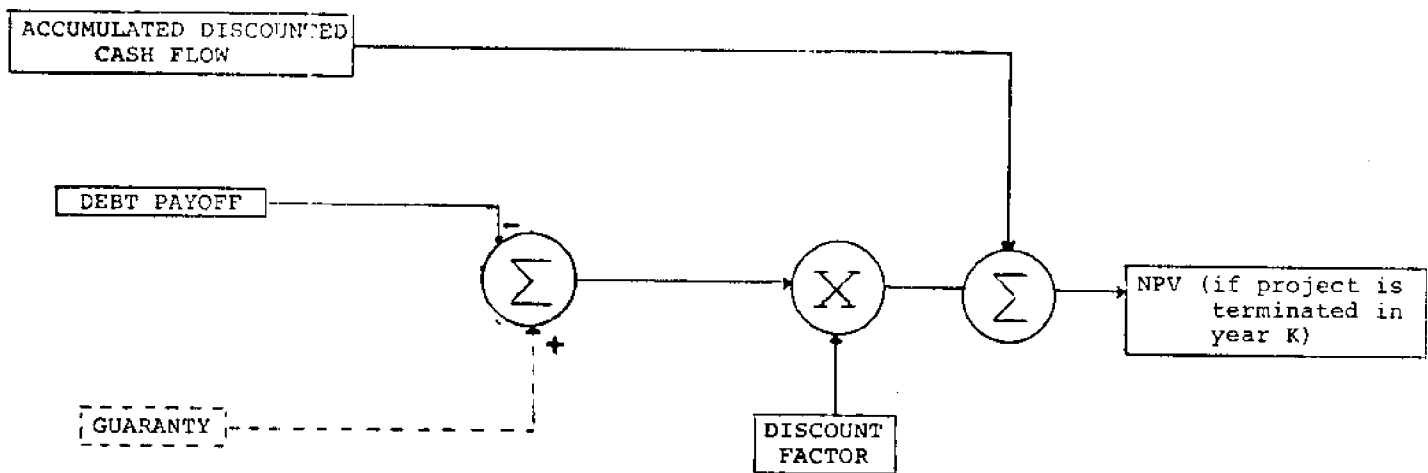 ACCUMULATED DISCOUNTED
CASH FLOW
DEBT PAYOFF
-
Σ
+
GUARANTY
X
DISCOUNT
FACTOR
Σ
NPV (if project is
terminated in
year K)